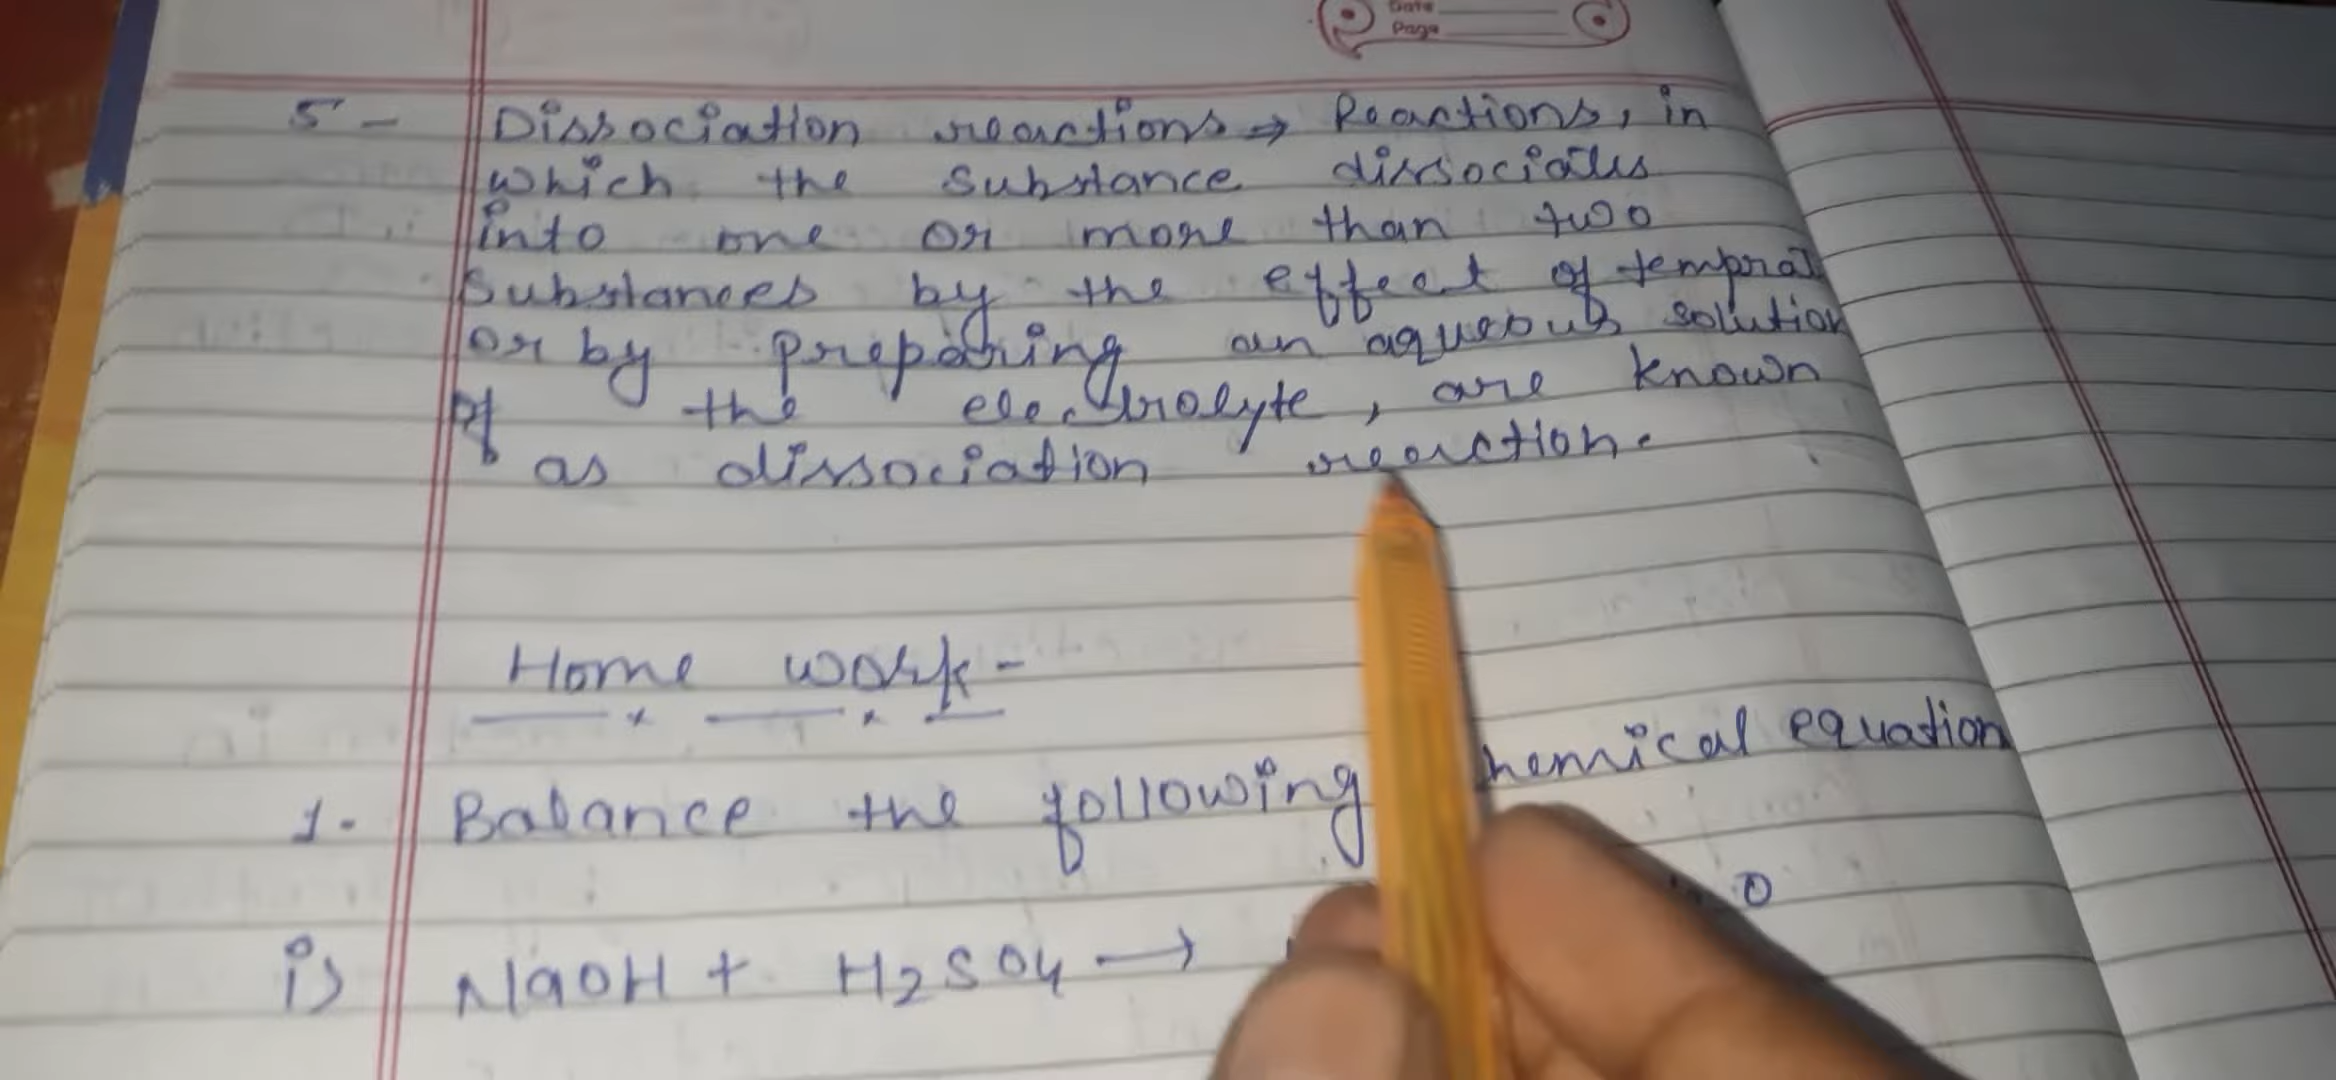 Date
Page
5 - Dissociation reactions → Reactions, in
which the substance dissociates
into one or more than two
substances by the effect of temprat
or by preparing an aqueous solution
of the electrolyte, are known
as dissociation reaction.
Home work -
1. Balance the following hemical equation
i) NaOH + H2SO4 → O